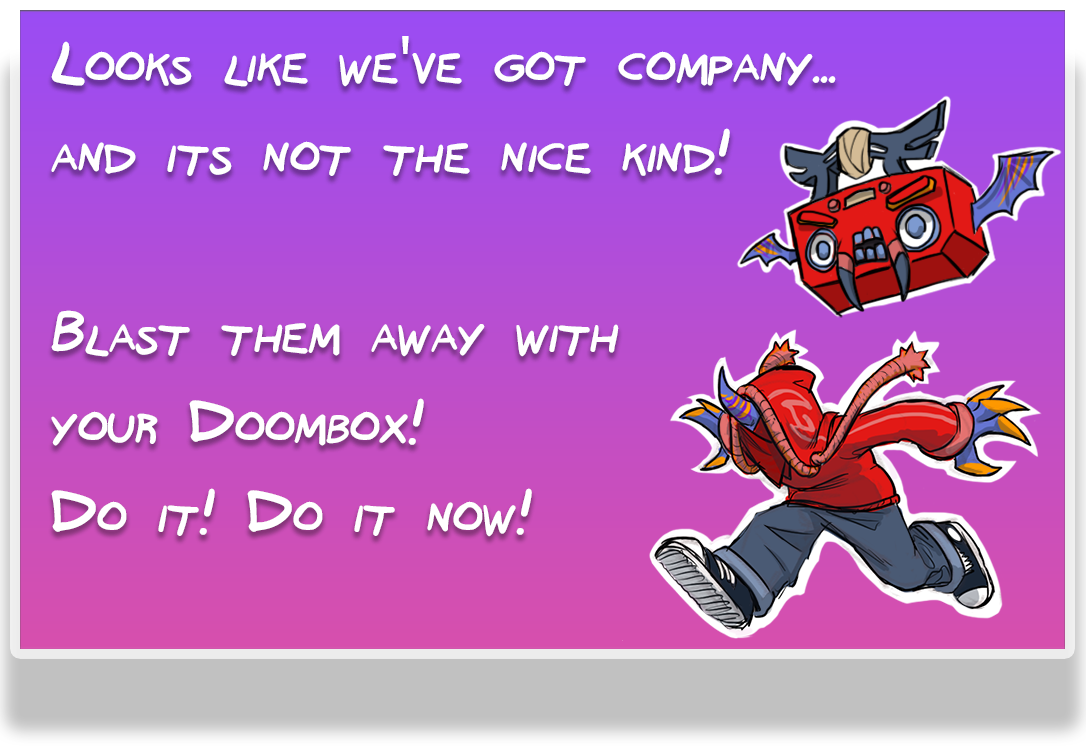 Looks like we've got company...
and its not the nice kind!
Blast them away with
your Doombox!
Do it! Do it now!